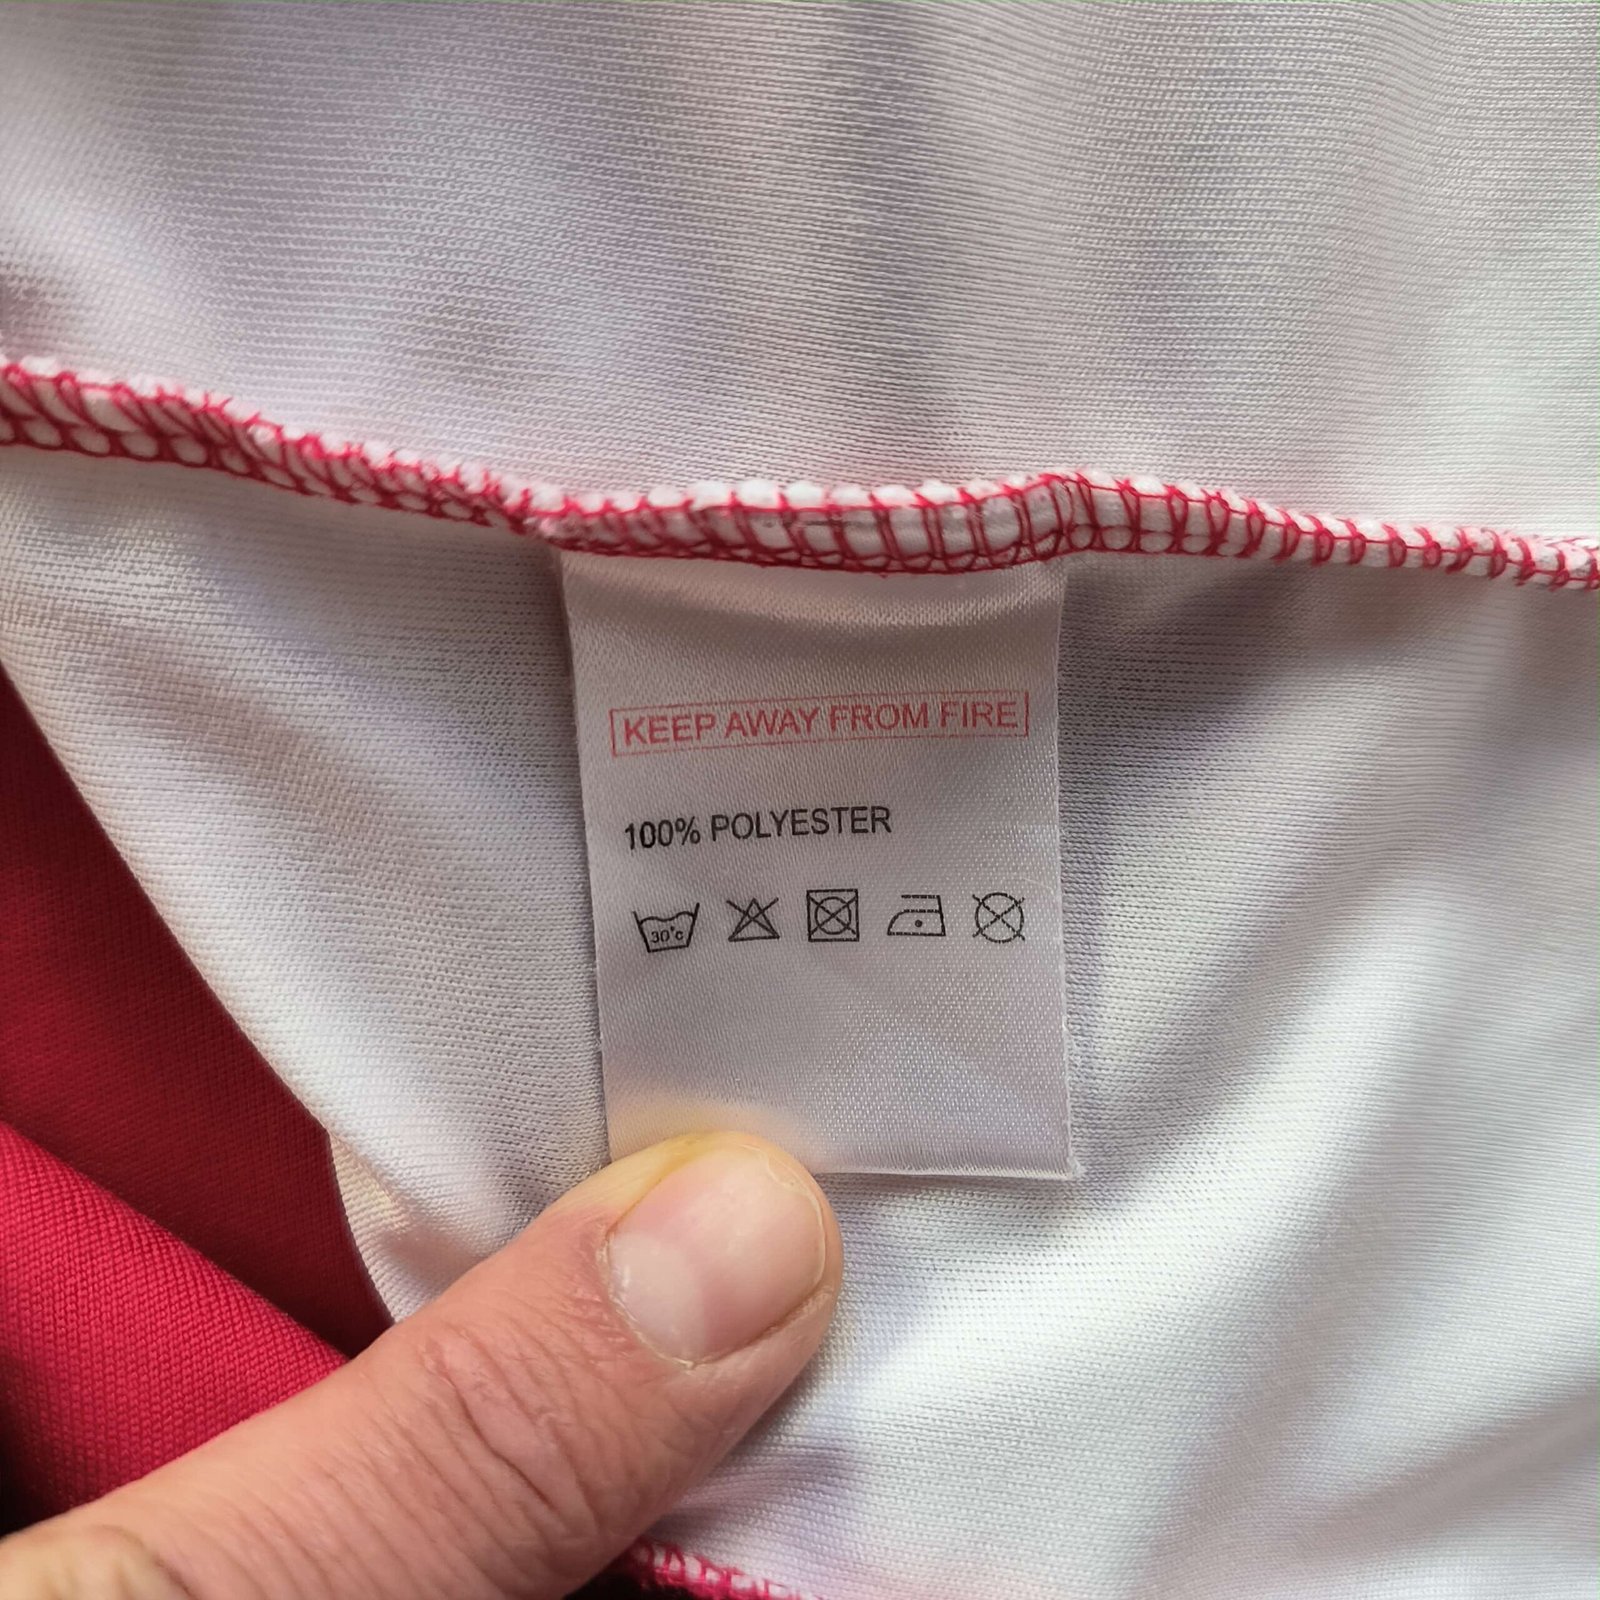 KEEP AWAY FROM FIRE
100% POLYESTER
30°c